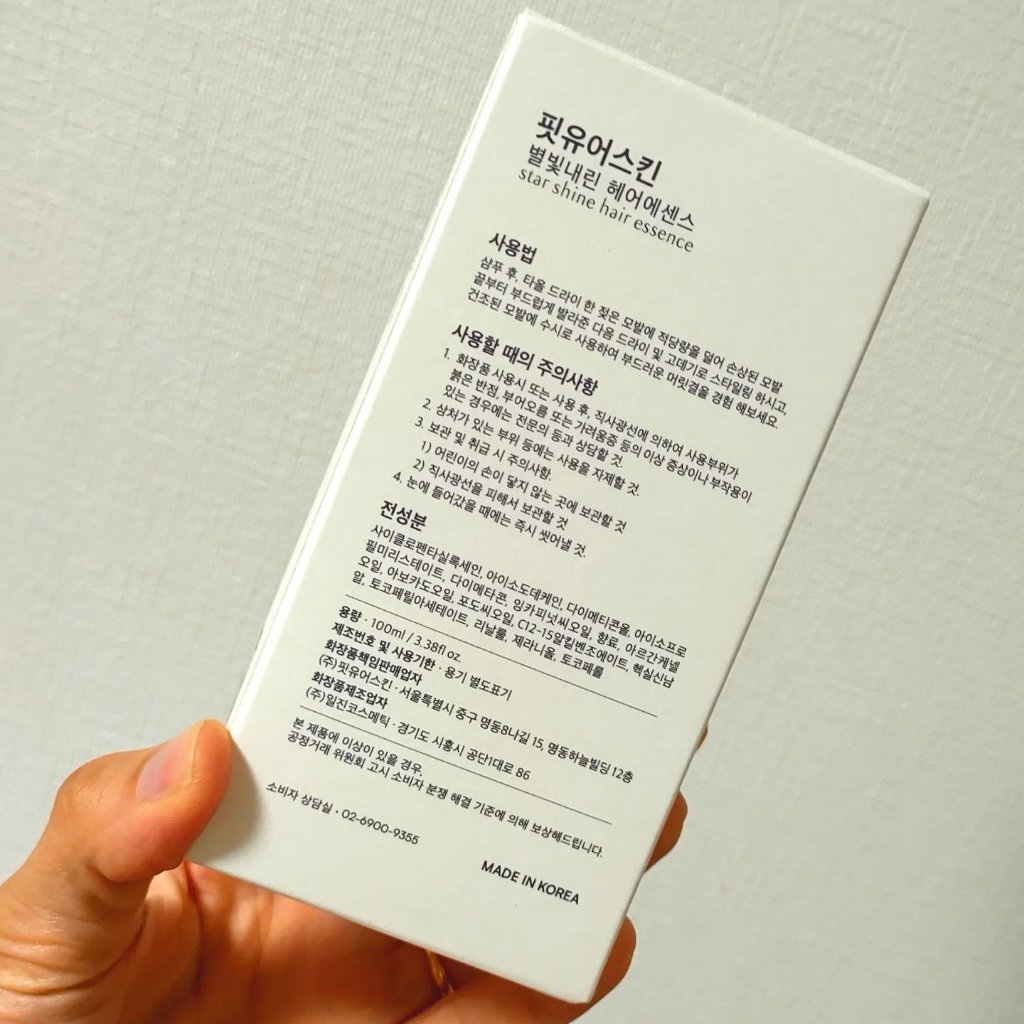 핏유어스킨
별빛내린 헤어에센스
star shine hair essence
사용법
샴푸 후, 타올 드라이 한 젖은 모발에 적당량을 덜어 손상된 모발
끝부터 부드럽게 발라준 다음 드라이 및 고데기로 스타일링 하시고,
건조된 모발에 수시로 사용하여 부드러운 머릿결을 경험 해보세요.
사용할 때의 주의사항
1. 화장품 사용시 또는 사용 후, 직사광선에 의하여 사용부위가
붉은 반점, 부어오름 또는 가려움증 등의 이상 증상이나 부작용이
있는 경우에는 전문의 등과 상담할 것.
2. 상처가 있는 부위 등에는 사용을 자제할 것.
3. 보관 및 취급 시 주의사항.
1) 어린이의 손이 닿지 않는 곳에 보관할 것
2) 직사광선을 피해서 보관할 것
4. 눈에 들어갔을 때에는 즉시 씻어낼 것.
전성분
사이클로펜타실록세인, 아이소도데케인, 다이메티콘올, 아이소프로
필미리스테이트, 다이메타콘, 잉카피넛씨오일, 향료, 아르간커넬
오일, 아보카도오일, 포도씨오일, C12-15알킬벤조에이트, 헥실신남
알, 토코페릴아세테이트, 리날룰, 제라니올, 토코페롤
용량 · 100ml / 3.38fl oz.
제조번호 및 사용기한 · 용기 별도표기
화장품책임판매업자
(주)핏유어스킨 · 서울특별시 중구 명동8나길 15, 명동하늘빌딩 12층
화장품제조업자
(주)일진코스메틱 · 경기도 시흥시 공단1대로 86
본 제품에 이상이 있을 경우,
공정거래 위원회 고시 소비자 분쟁 해결 기준에 의해 보상해드립니다.
소비자 상담실 · 02-6900-9355
MADE IN KOREA